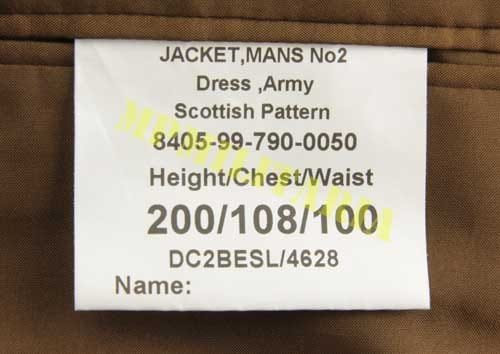 JACKET,MANS No2
Dress ,Army
Scottish Pattern
8405-99-790-0050
Height/Chest/Waist
200/108/100
DC2BESL/4628
Name: